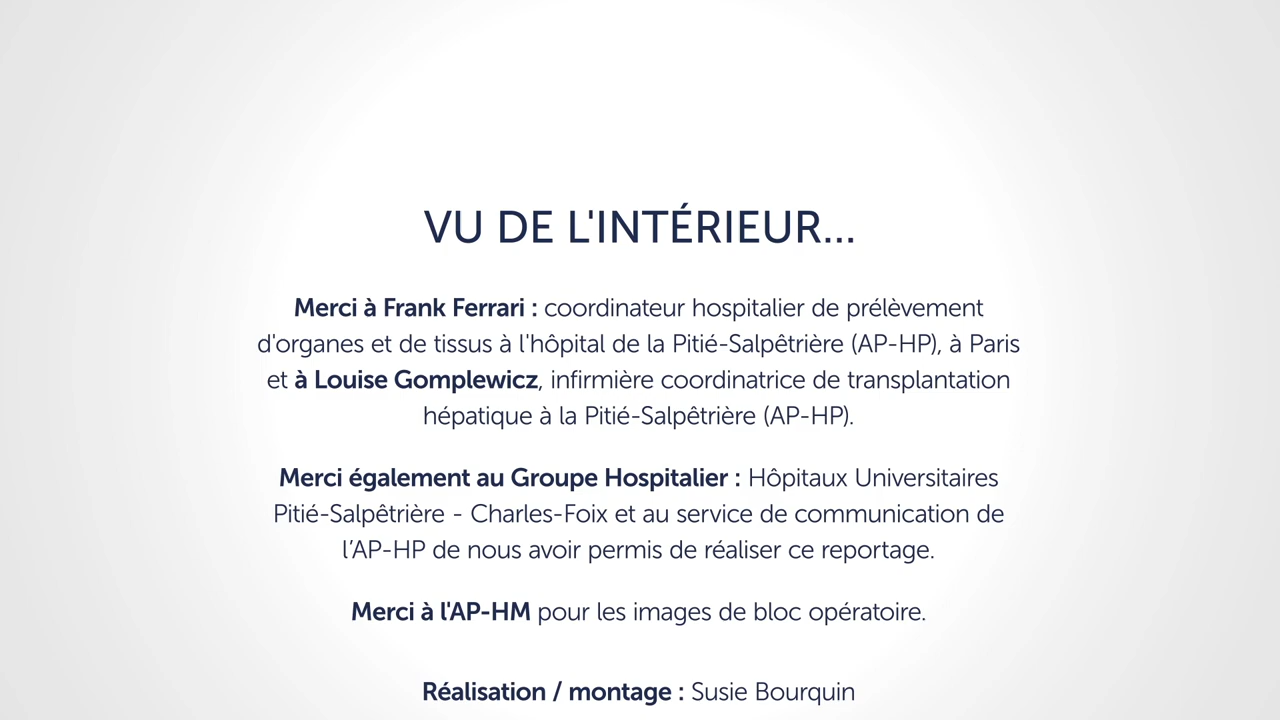 VU DE L'INTÉRIEUR...
Merci à Frank Ferrari : coordinateur hospitalier de prélèvement
d'organes et de tissus à l'hôpital de la Pitié-Salpêtrière (AP-HP), à Paris
et à Louise Gomplewicz, infirmière coordinatrice de transplantation
hépatique à la Pitié-Salpêtrière (AP-HP).
Merci également au Groupe Hospitalier : Hôpitaux Universitaires
Pitié-Salpêtrière - Charles-Foix et au service de communication de
l’AP-HP de nous avoir permis de réaliser ce reportage.
Merci à l'AP-HM pour les images de bloc opératoire.
Réalisation / montage : Susie Bourquin